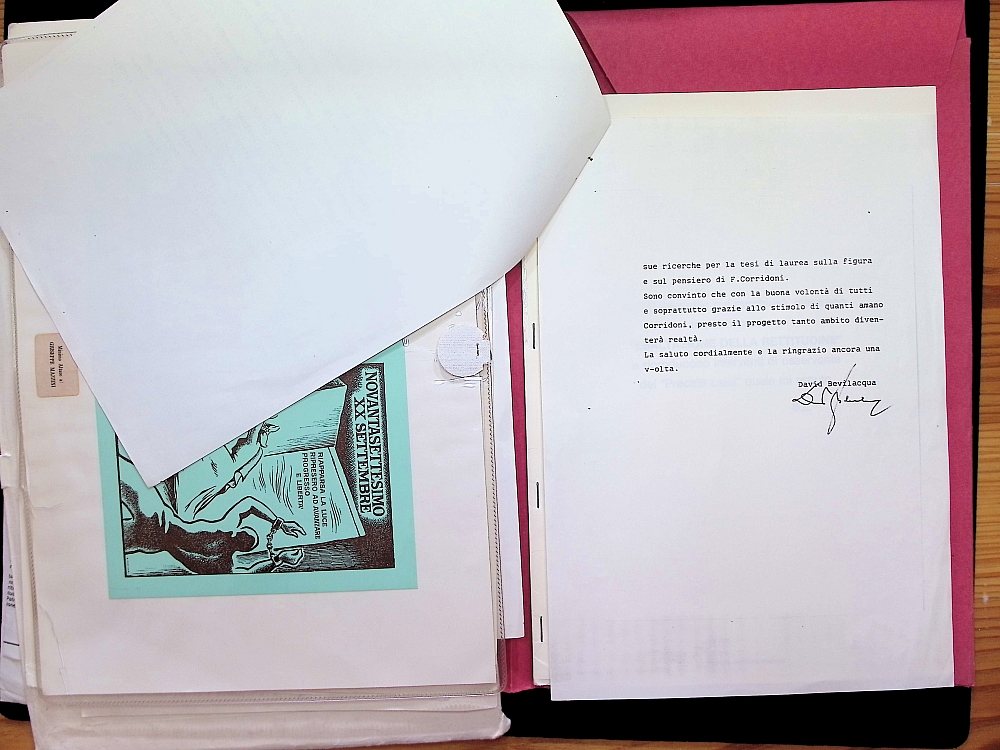 NOVANTASETTESIMO
XX SETTEMBRE
RIAPPARSA LA LUCE
RIPRESERO AD AVANZARE
PROGRESSO
E LIBERTA'
sue ricerche per la tesi di laurea sulla figura
e sul pensiero di F.Corridoni.
Sono convinto che con la buona volontà di tutti
e soprattutto grazie allo stimolo di quanti amano
Corridoni, presto il progetto tanto ambito diven-
terà realtà.
La saluto cordialmente e la ringrazio ancora una
v-olta.
David Bevilacqua